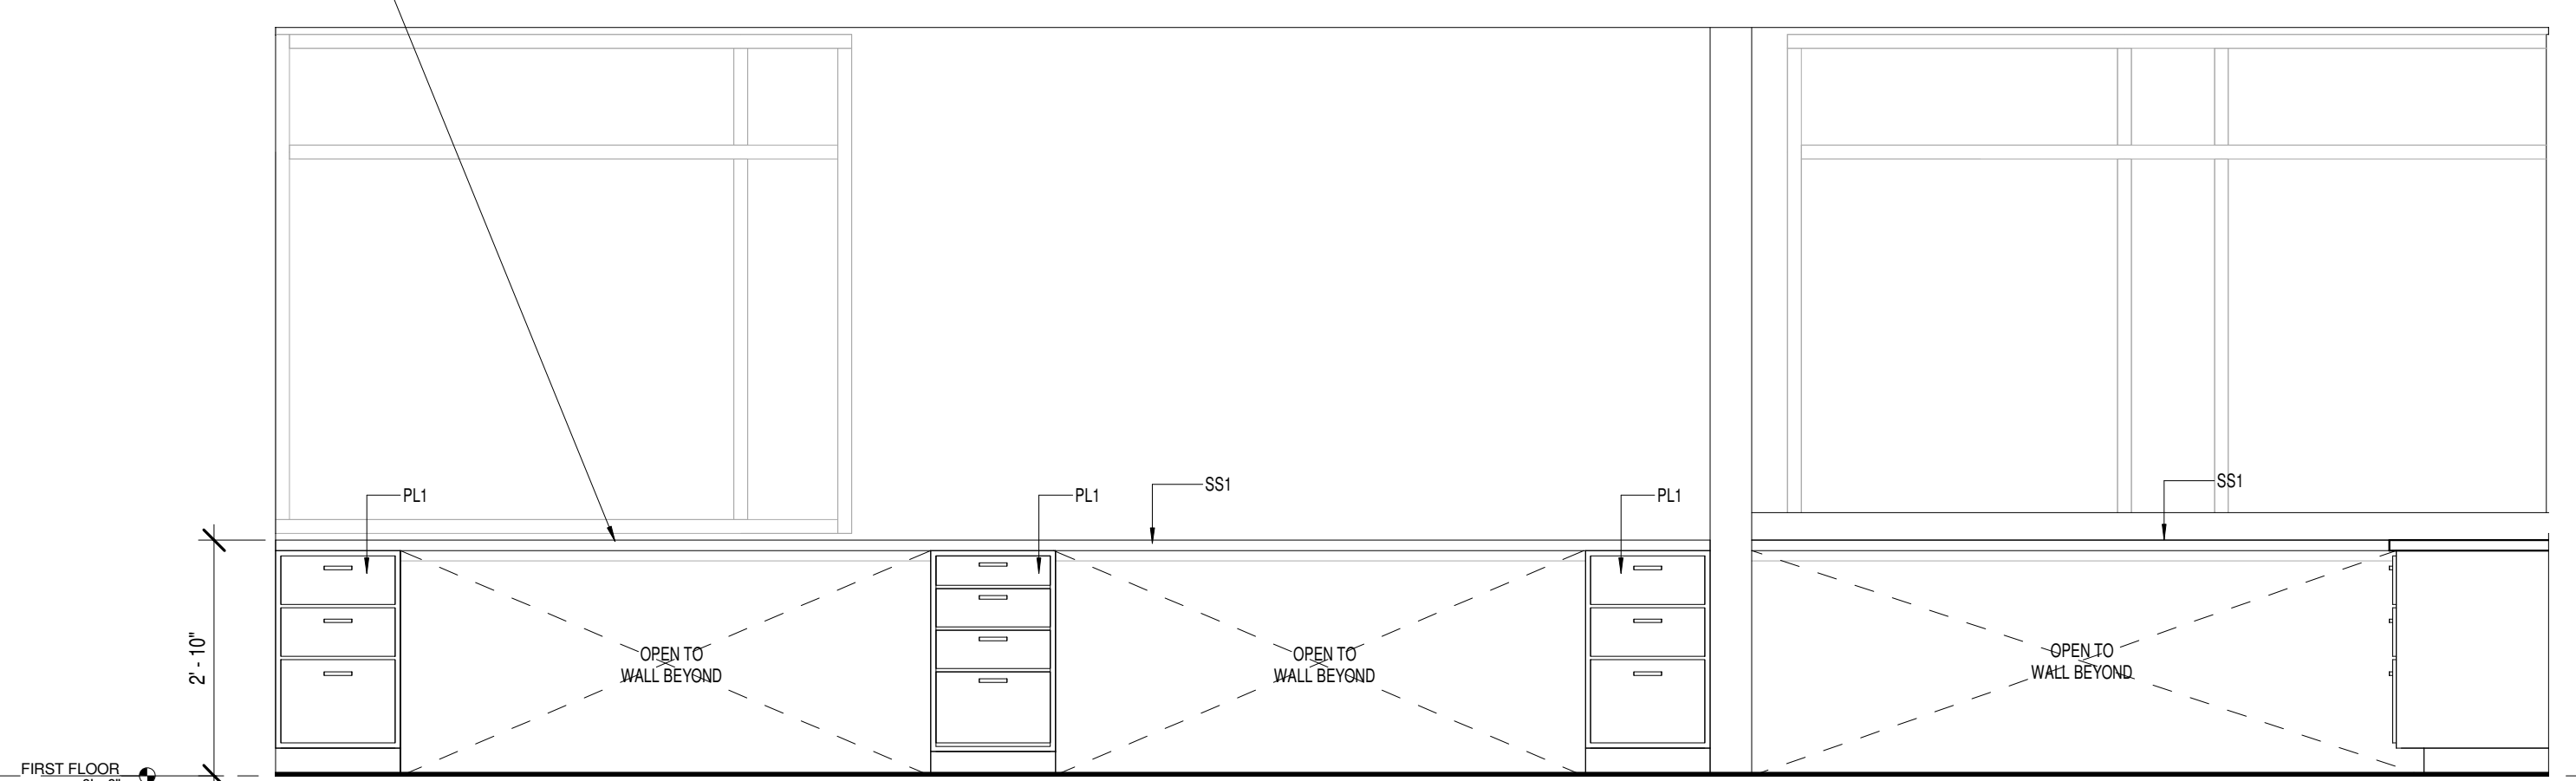 SS1
SS1
PL1
PL1
PL1
OPEN TO
WALL BEYOND
OPEN TO
WALL BEYOND
OPEN TO
WALL BEYOND
2' - 10"
FIRST FLOOR